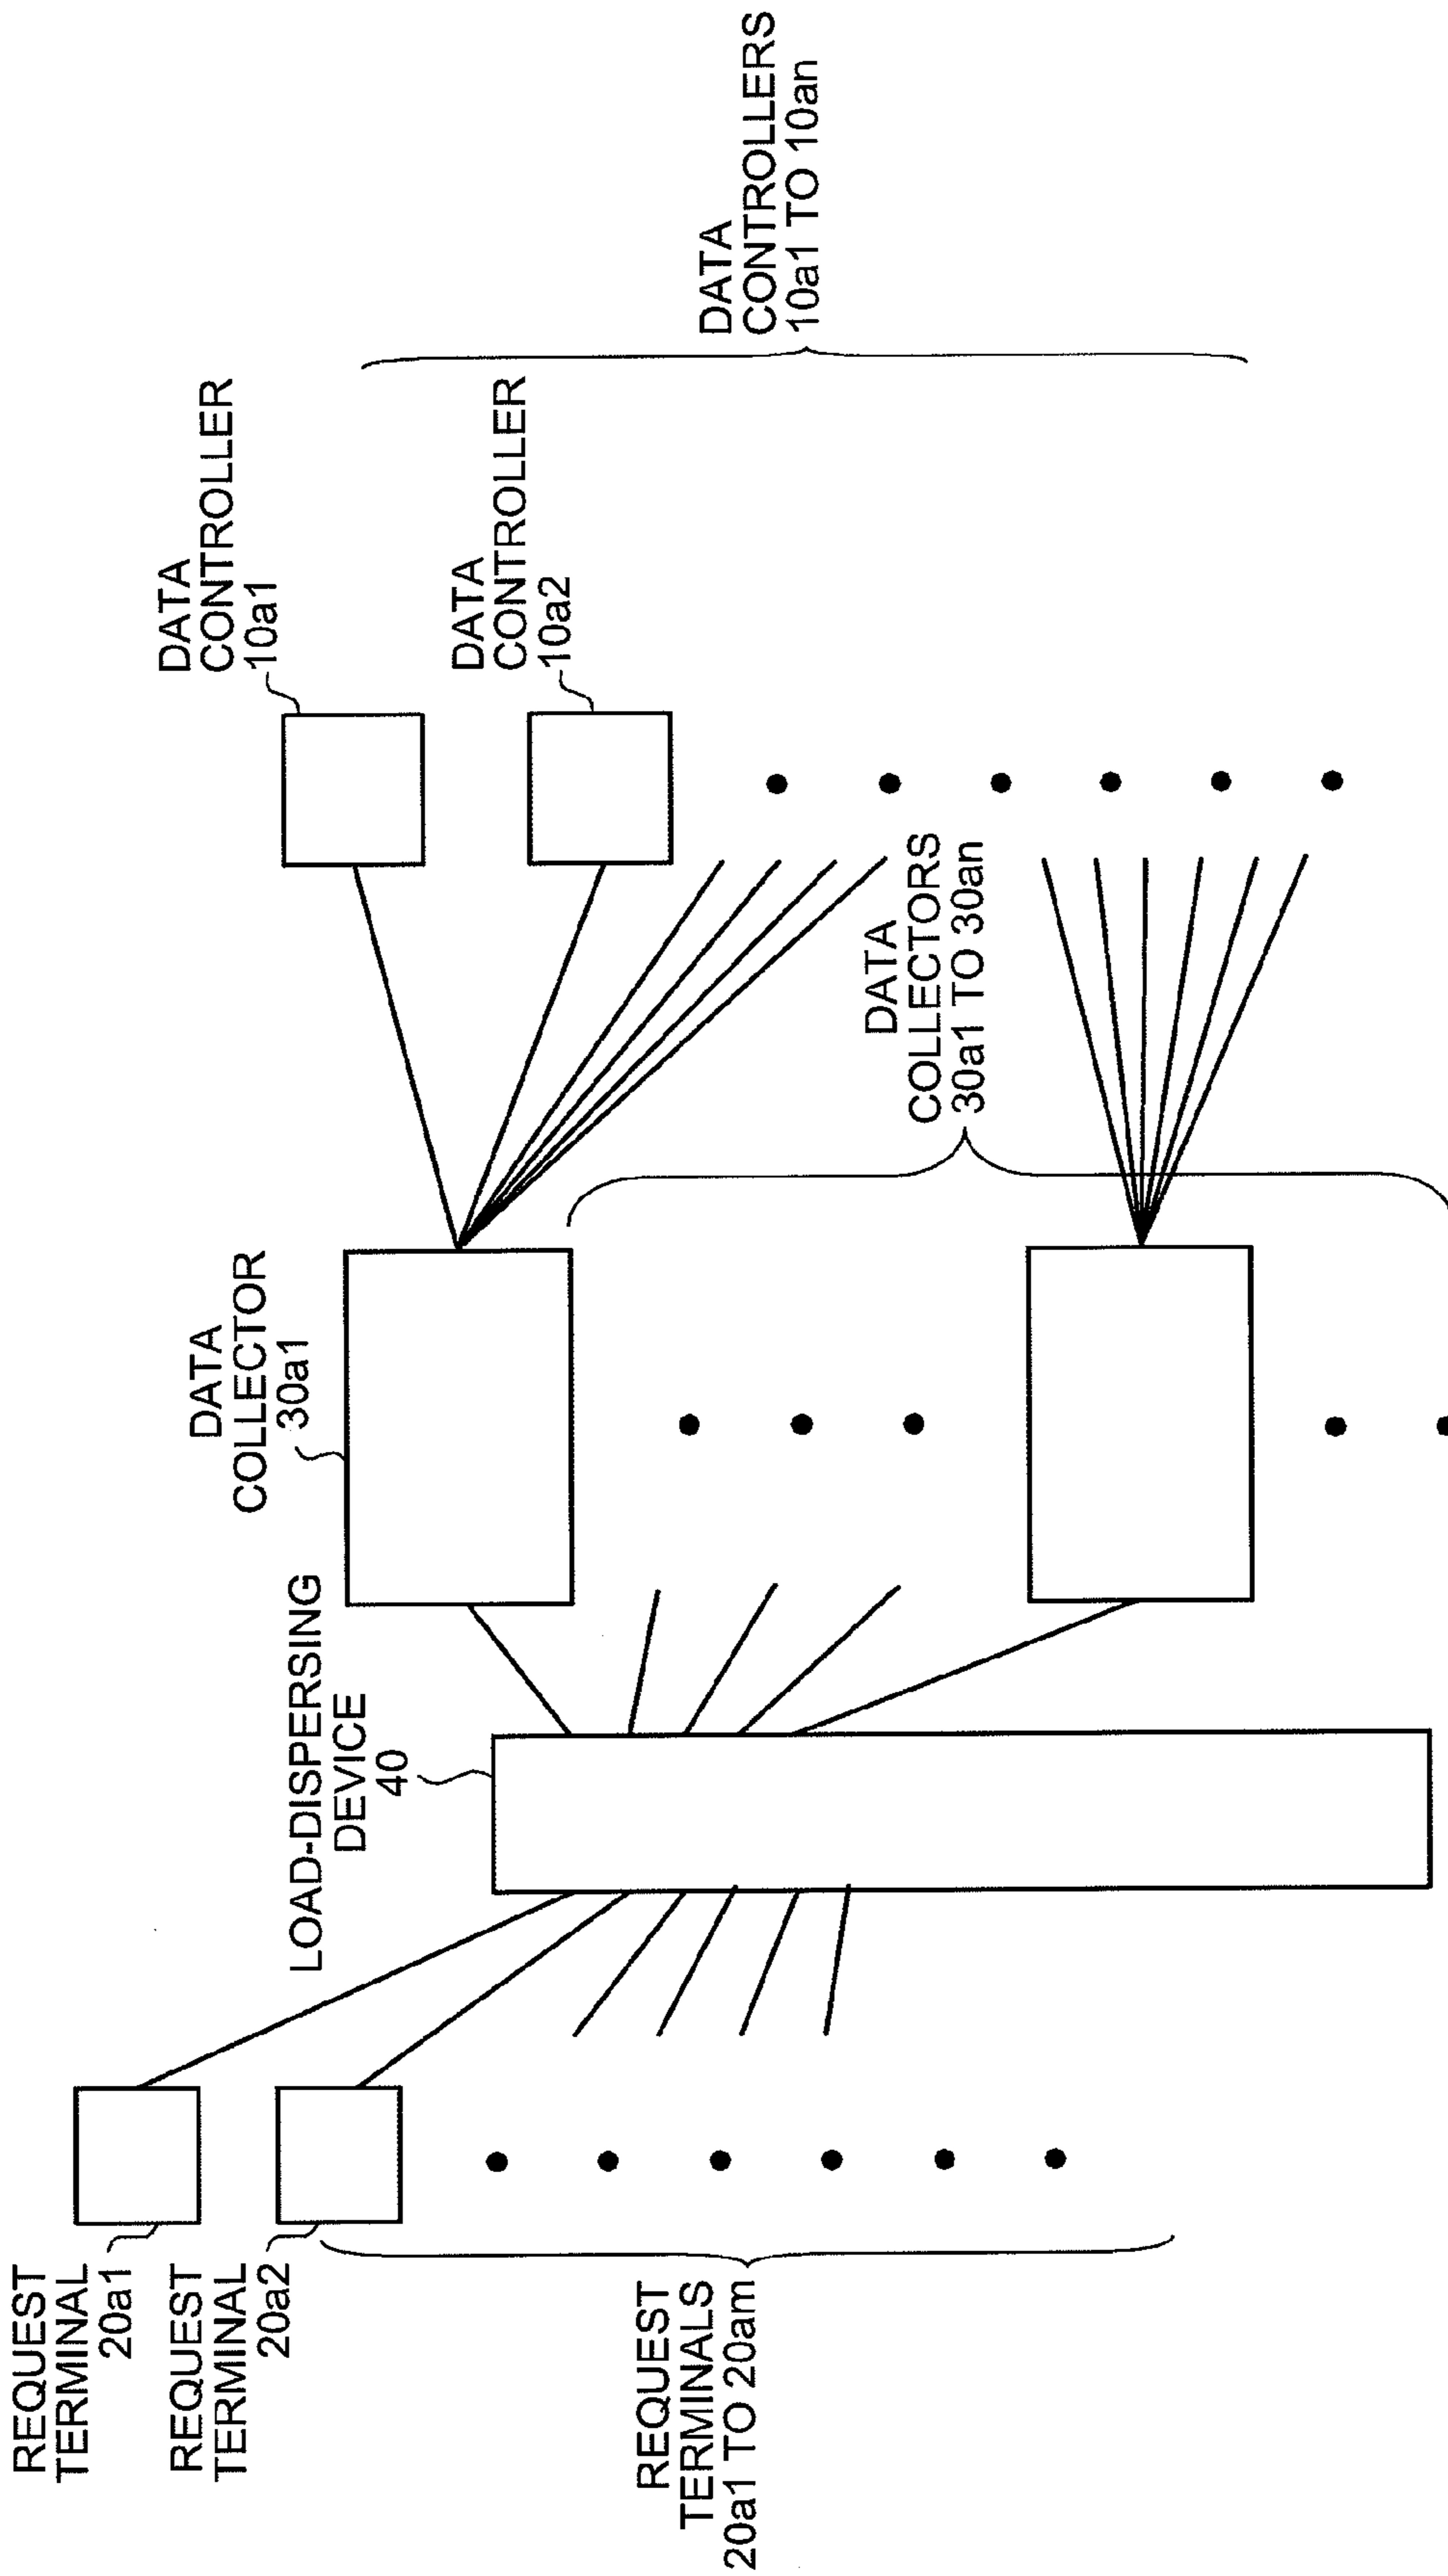 REQUEST
TERMINAL
20a1
REQUEST
TERMINAL
20a2
REQUEST
TERMINALS
20a1 TO 20am
LOAD-DISPERSING
DEVICE
40
DATA
COLLECTOR
30a1
DATA
COLLECTORS
30a1 TO 30an
DATA
CONTROLLER
10a1
DATA
CONTROLLER
10a2
DATA
CONTROLLERS
10a1 TO 10an